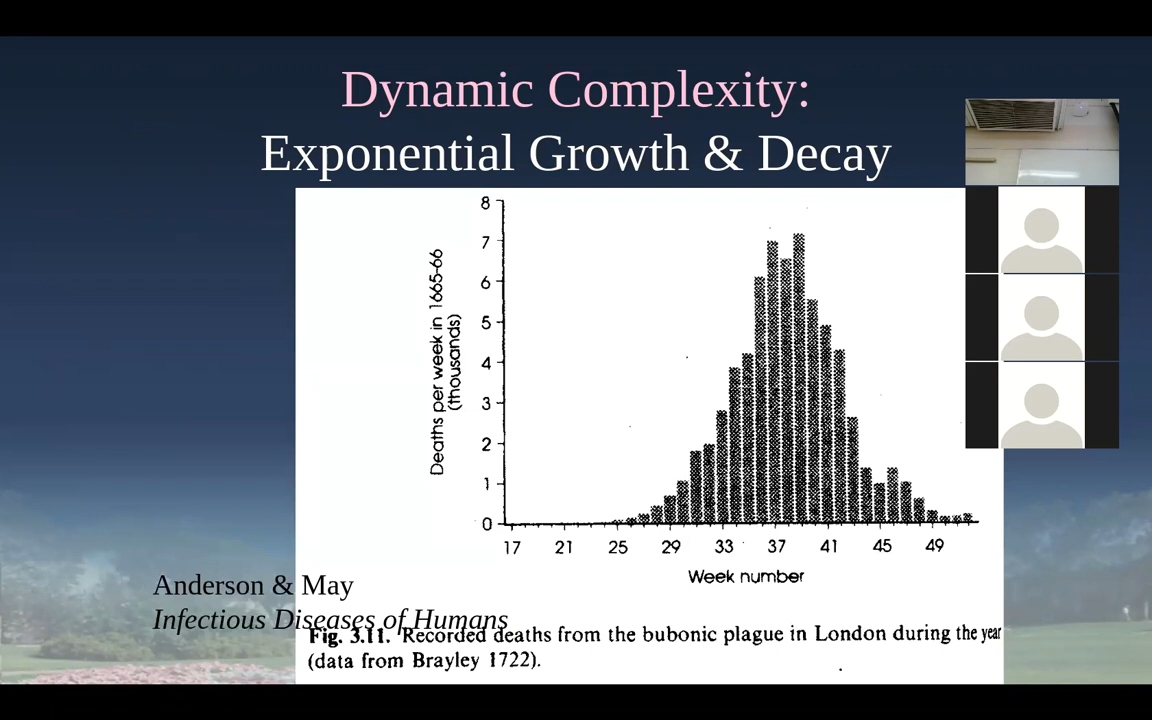 Dynamic Complexity:
Exponential Growth & Decay
8
7
6
5
4
3
2
1
0
Deaths per week in 1665-66
(thousands)
17 21 25 29 33 37 41 45 49
Week number
Anderson & May
Infectious Diseases of Humans
Fig. 3.11. Recorded deaths from the bubonic plague in London during the year
(data from Brayley 1722).